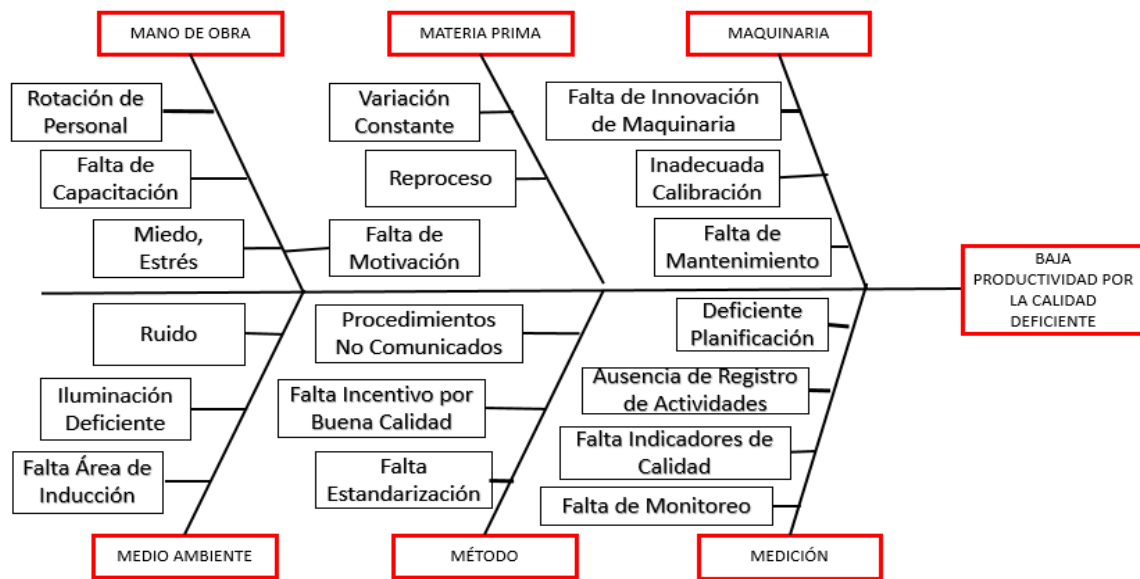 MANO DE OBRA
MATERIA PRIMA
MAQUINARIA
Rotación de
Personal
Falta de
Capacitación
Miedo,
Estrés
Falta de
Motivación
Variación
Constante
Reproceso
Falta de Innovación
de Maquinaria
Inadecuada
Calibración
Falta de
Mantenimiento
BAJA
PRODUCTIVIDAD POR
LA CALIDAD
DEFICIENTE
Ruido
Iluminación
Deficiente
Falta Área de
Inducción
Procedimientos
No Comunicados
Falta Incentivo por
Buena Calidad
Falta
Estandarización
Deficiente
Planificación
Ausencia de Registro
de Actividades
Falta Indicadores de
Calidad
Falta de Monitoreo
MEDIO AMBIENTE
MÉTODO
MEDICIÓN